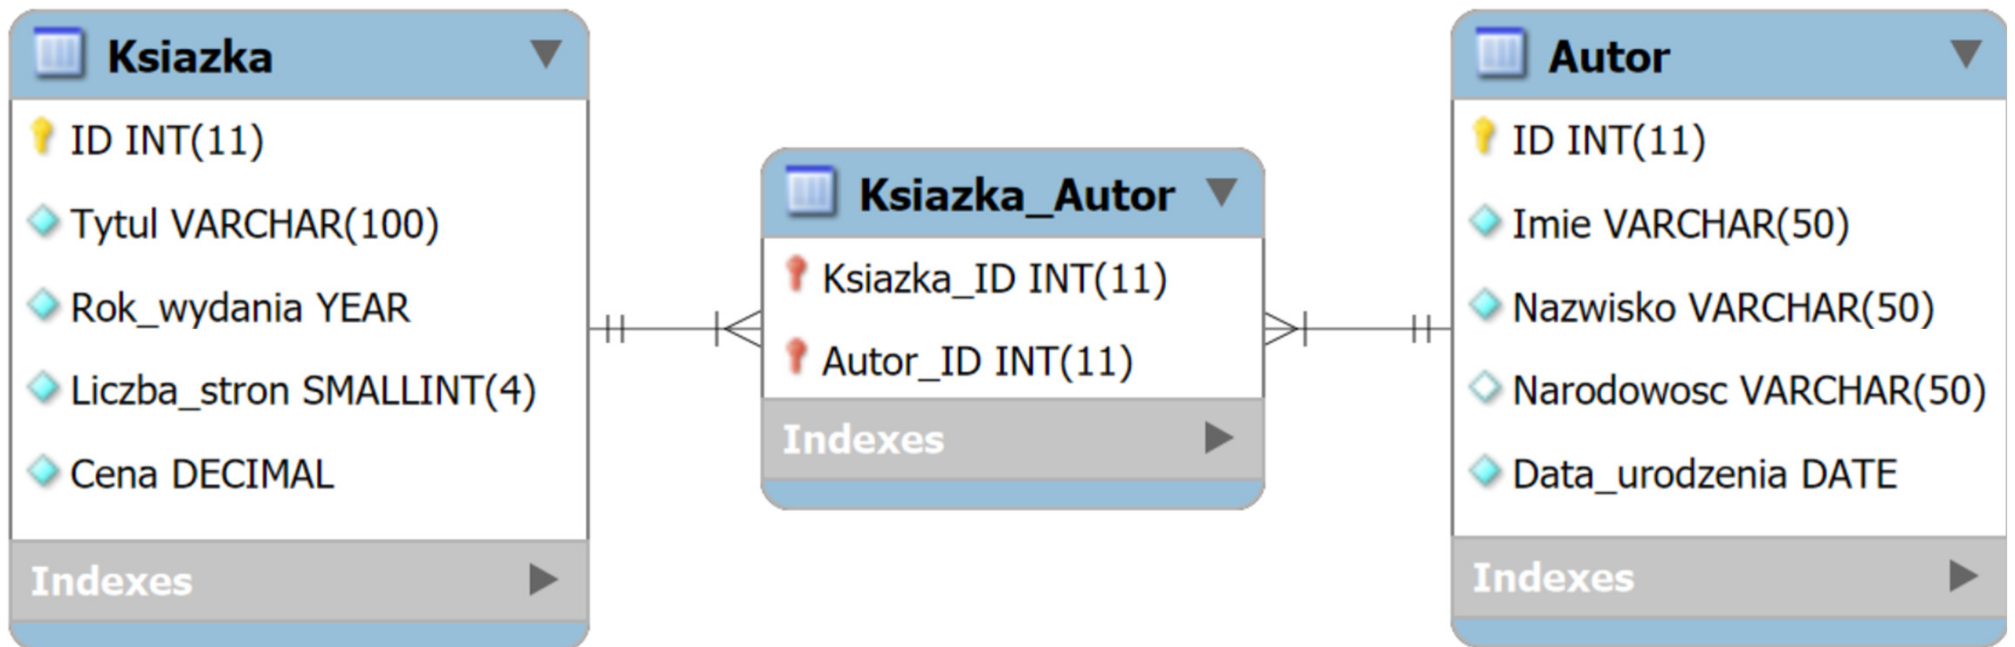 Ksiazka
ID INT(11)
Tytul VARCHAR(100)
Rok_wydania YEAR
Liczba_stron SMALLINT(4)
Cena DECIMAL
Indexes
Ksiazka_Autor
Ksiazka_ID INT(11)
Autor_ID INT(11)
Indexes
Autor
ID INT(11)
Imie VARCHAR(50)
Nazwisko VARCHAR(50)
Narodowosc VARCHAR(50)
Data_urodzenia DATE
Indexes